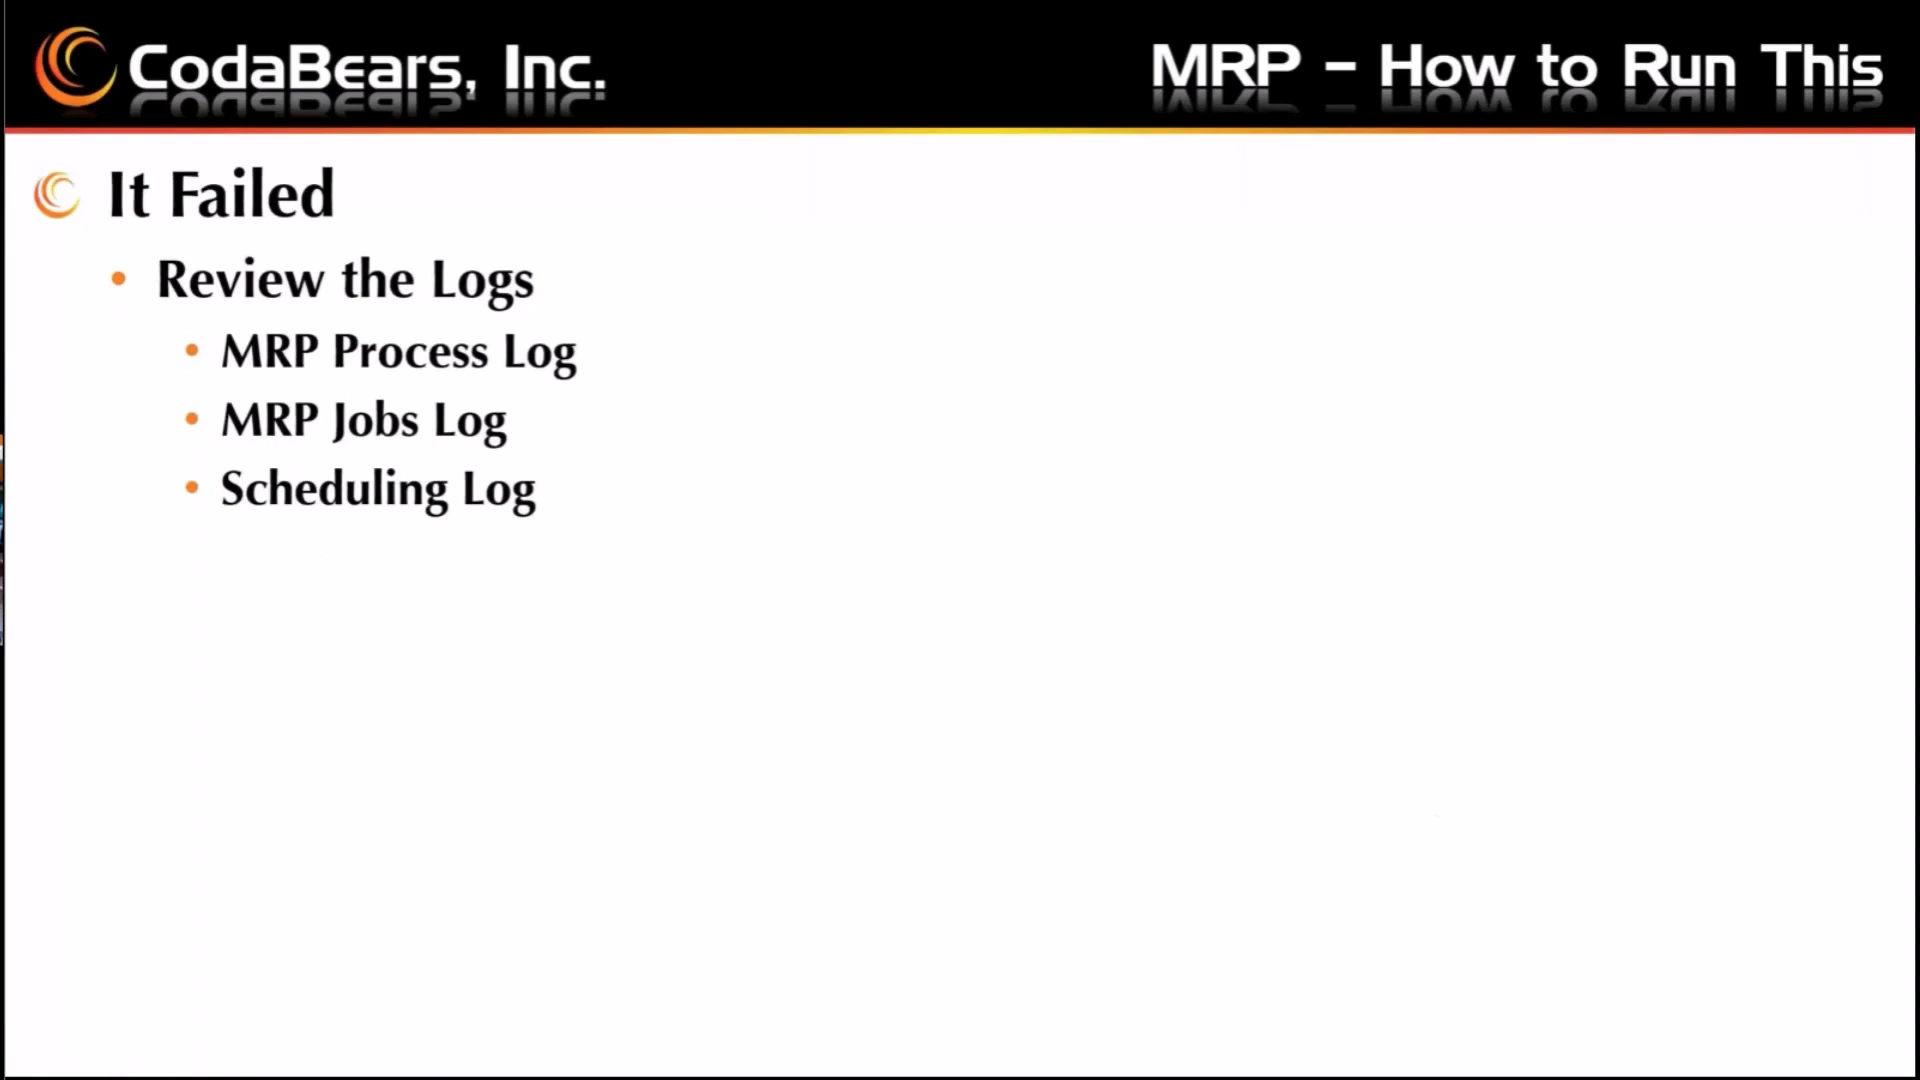 CodaBears, Inc.
MRP - How to Run This
It Failed
Review the Logs
MRP Process Log
MRP Jobs Log
Scheduling Log